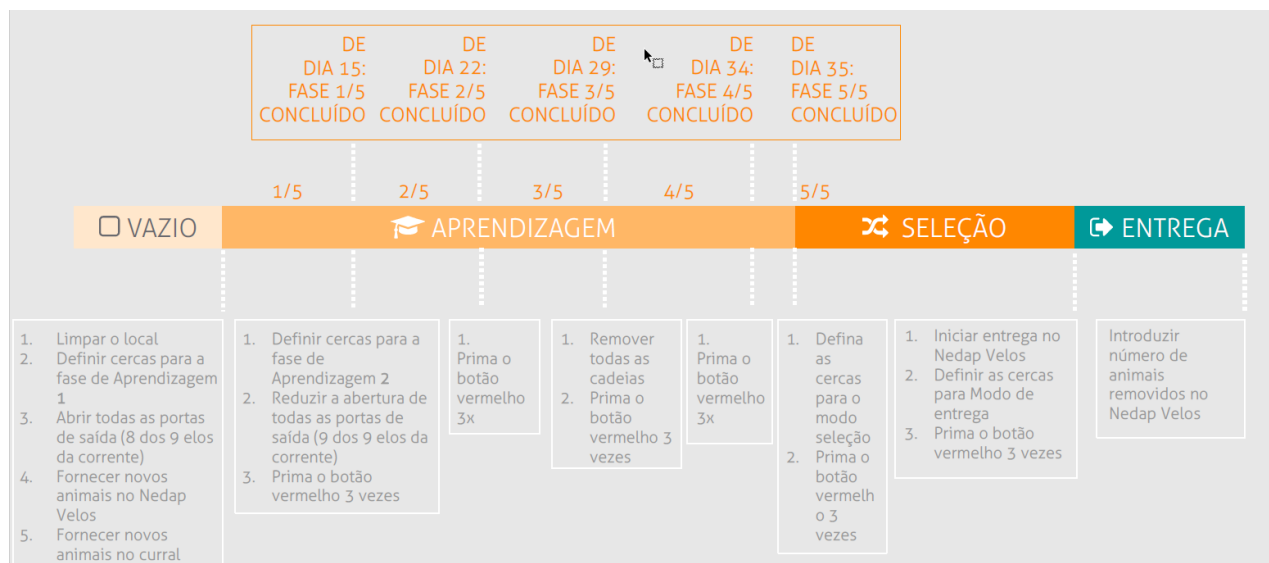 DE
DIA 15:
FASE 1/5
CONCLUÍDO
DE
DIA 22:
FASE 2/5
CONCLUÍDO
DE
DIA 29:
FASE 3/5
CONCLUÍDO
DE
DIA 34:
FASE 4/5
CONCLUÍDO
DE
DIA 35:
FASE 5/5
CONCLUÍDO
1/5
2/5
3/5
4/5
5/5
VAZIO
APRENDIZAGEM
SELEÇÃO
ENTREGA
1. Limpar o local
2. Definir cercas para a
fase de Aprendizagem
1
3. Abrir todas as portas
de saída (8 dos 9 elos
da corrente)
4. Fornecer novos
animais no Nedap
Velos
5. Fornecer novos
animais no curral
1. Definir cercas para a
fase de
Aprendizagem 2
2. Reduzir a abertura de
todas as portas de
saída (9 dos 9 elos da
corrente)
3. Prima o botão
vermelho 3 vezes
1.
Prima o
botão
vermelho
3x
1. Remover
todas as
cadeias
2. Prima o
botão
vermelho 3
vezes
1.
Prima o
botão
vermelho
3x
1. Defina
as
cercas
para o
modo
seleção
2. Prima o
botão
vermelh
o 3
vezes
1. Iniciar entrega no
Nedap Velos
2. Definir as cercas
para Modo de
entrega
3. Prima o botão
vermelho 3 vezes
Introduzir
número de
animais
removidos no
Nedap Velos